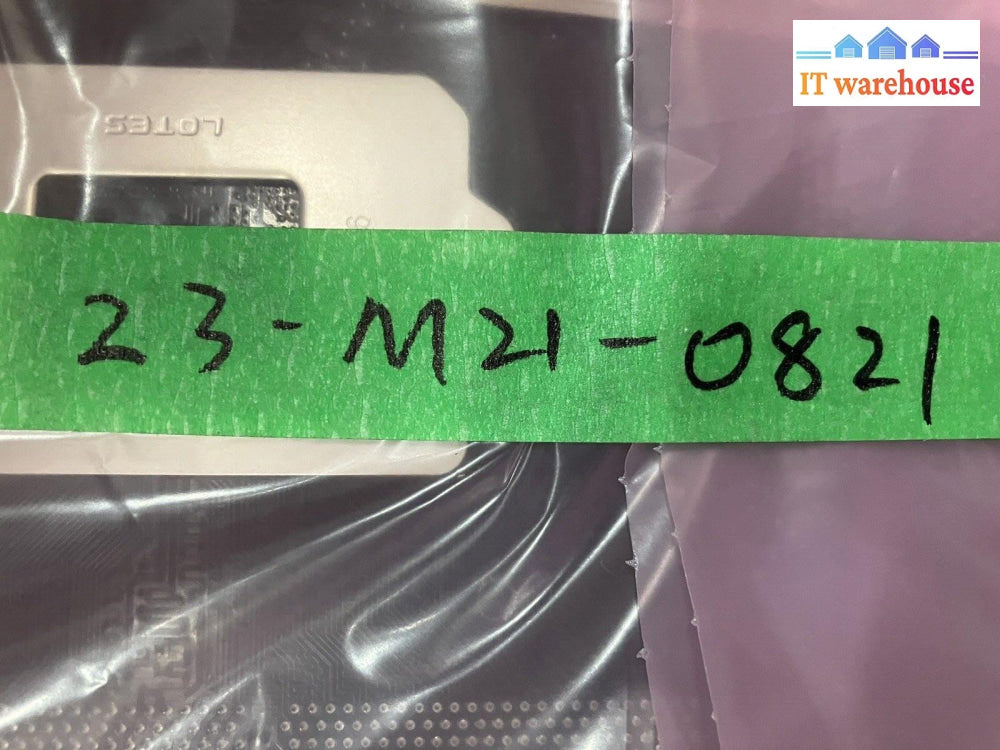 IT warehouse
LOTES
23-M21-0821